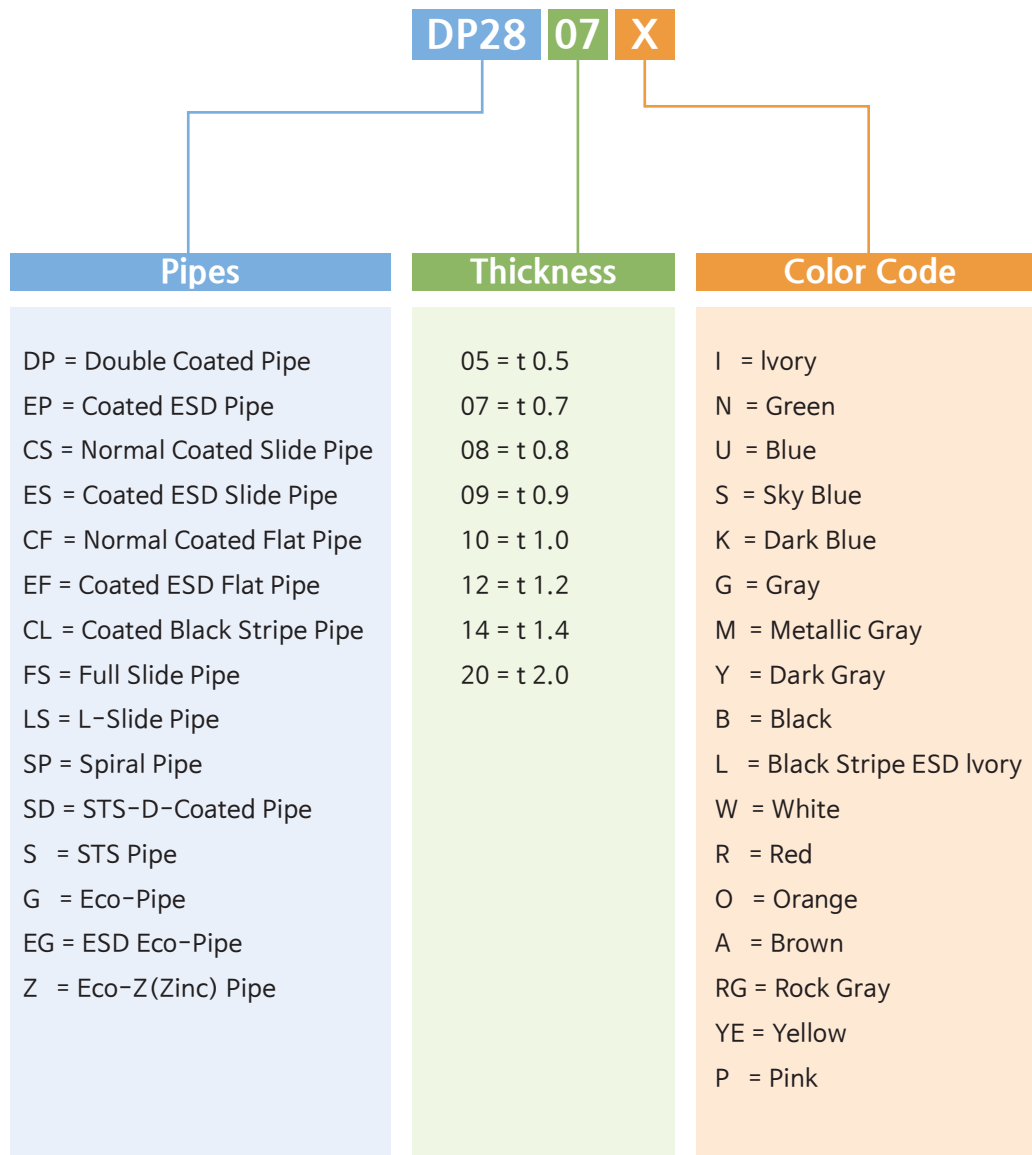 DP28 07 X
Pipes
DP = Double Coated Pipe
EP = Coated ESD Pipe
CS = Normal Coated Slide Pipe
ES = Coated ESD Slide Pipe
CF = Normal Coated Flat Pipe
EF = Coated ESD Flat Pipe
CL = Coated Black Stripe Pipe
FS = Full Slide Pipe
LS = L-Slide Pipe
SP = Spiral Pipe
SD = STS-D-Coated Pipe
S = STS Pipe
G = Eco-Pipe
EG = ESD Eco-Pipe
Z = Eco-Z(Zinc) Pipe
Thickness
05 = t 0.5
07 = t 0.7
08 = t 0.8
09 = t 0.9
10 = t 1.0
12 = t 1.2
14 = t 1.4
20 = t 2.0
Color Code
I = Ivory
N = Green
U = Blue
S = Sky Blue
K = Dark Blue
G = Gray
M = Metallic Gray
Y = Dark Gray
B = Black
L = Black Stripe ESD Ivory
W = White
R = Red
O = Orange
A = Brown
RG = Rock Gray
YE = Yellow
P = Pink